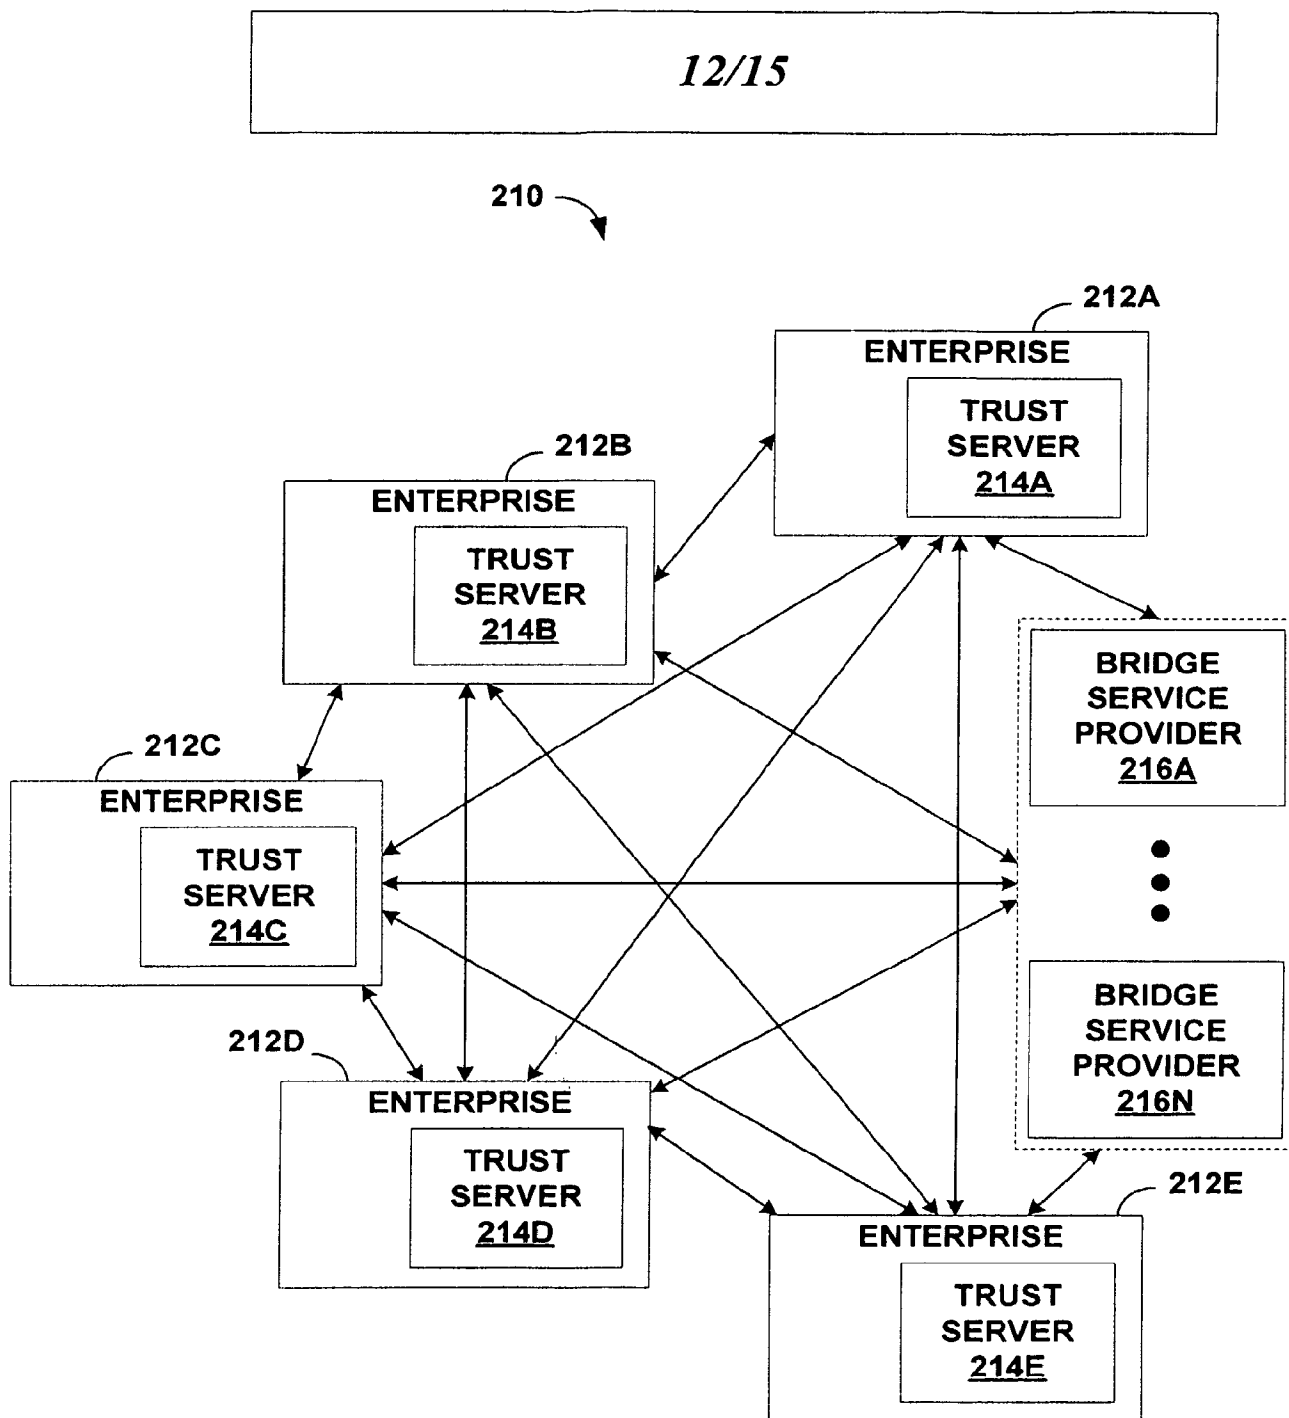 12/15
210
212A
ENTERPRISE
TRUST
SERVER
214A
212B
ENTERPRISE
TRUST
SERVER
214B
BRIDGE
SERVICE
PROVIDER
216A
212C
ENTERPRISE
TRUST
SERVER
214C
BRIDGE
SERVICE
PROVIDER
216N
212D
ENTERPRISE
TRUST
SERVER
214D
212E
ENTERPRISE
TRUST
SERVER
214E